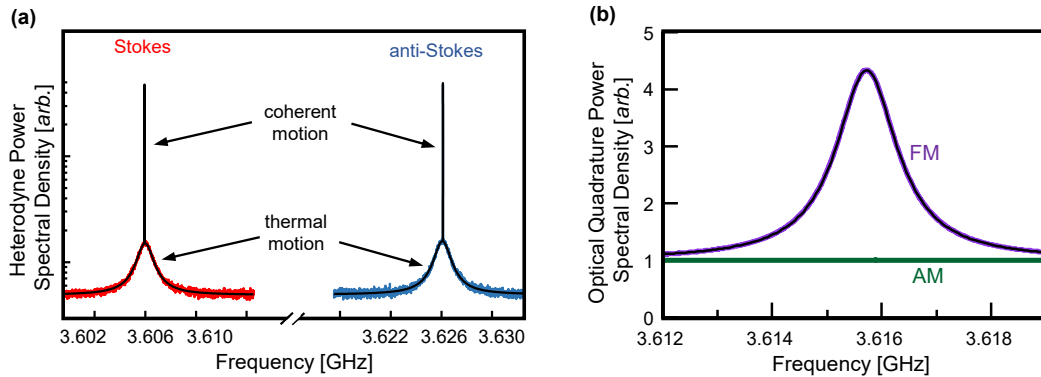 (a)
Stokes
anti-Stokes
coherent
motion
thermal
motion
Heterodyne Power
Spectral Density [arb.]
3.602
3.606
3.610
3.622
3.626
3.630
Frequency [GHz]
(b)
Optical Quadrature Power
Spectral Density [arb.]
5
4
3
2
1
0
FM
AM
3.612
3.614
3.616
3.618
Frequency [GHz]